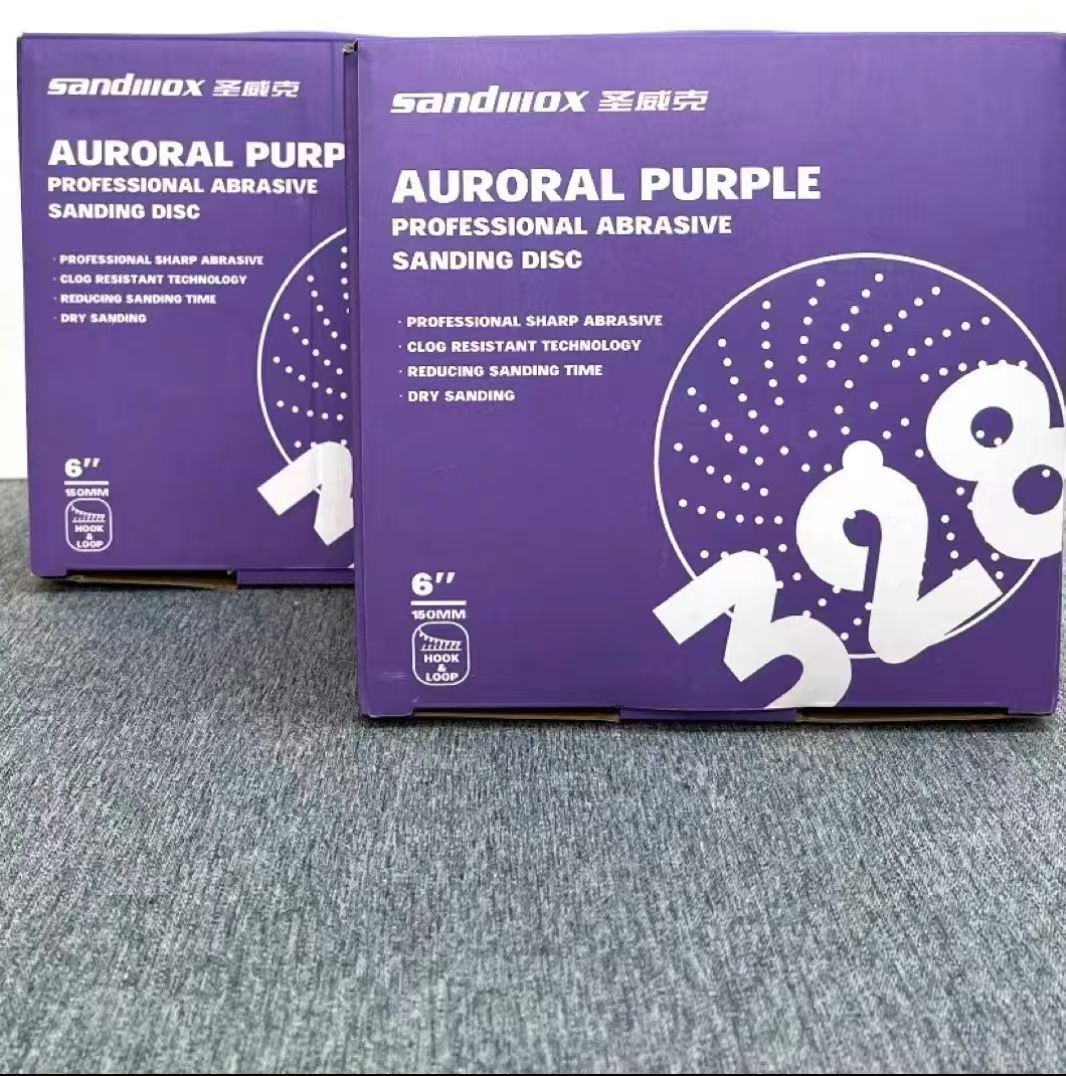 sandwox 圣威克
AURORAL PURP
PROFESSIONAL ABRASIVE
SANDING DISC
· PROFESSIONAL SHARP ABRASIVE
· CLOG RESISTANT TECHNOLOGY
· REDUCING SANDING TIME
· DRY SANDING
6″
150MM
HOOK
&
LOOP
sandwox 圣威克
AURORAL PURPLE
PROFESSIONAL ABRASIVE
SANDING DISC
· PROFESSIONAL SHARP ABRASIVE
· CLOG RESISTANT TECHNOLOGY
· REDUCING SANDING TIME
· DRY SANDING
328
6″
150MM
HOOK
&
LOOP